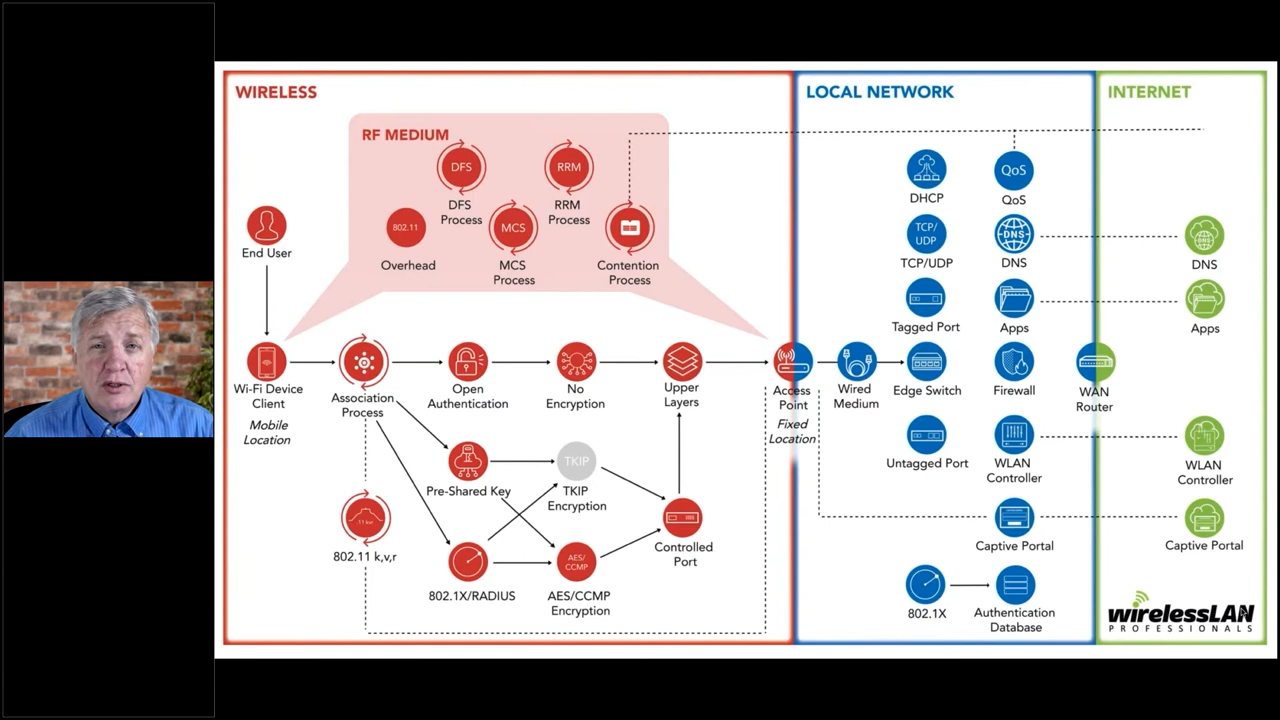 WIRELESS
LOCAL NETWORK
INTERNET
RF MEDIUM
DFS
RRM
DFS
Process
RRM
Process
802.11
MCS
Overhead
MCS
Process
Contention
Process
End User
DHCP
QoS
QoS
TCP/
UDP
TCP/UDP
DNS
DNS
DNS
DNS
Tagged Port
Apps
Apps
Wi-Fi Device
Client
Mobile
Location
Association
Process
Open
Authentication
No
Encryption
Upper
Layers
Access
Point
Fixed
Location
Wired
Medium
Edge Switch
Firewall
WAN
Router
Pre-Shared Key
TKIP
TKIP
Encryption
Untagged Port
WLAN
Controller
WLAN
Controller
.11 kvr
802.11 k,v,r
802.1X/RADIUS
AES/
CCMP
AES/CCMP
Encryption
Controlled
Port
Captive Portal
Captive Portal
802.1X
Authentication
Database
wirelessLAN
PROFESSIONALS